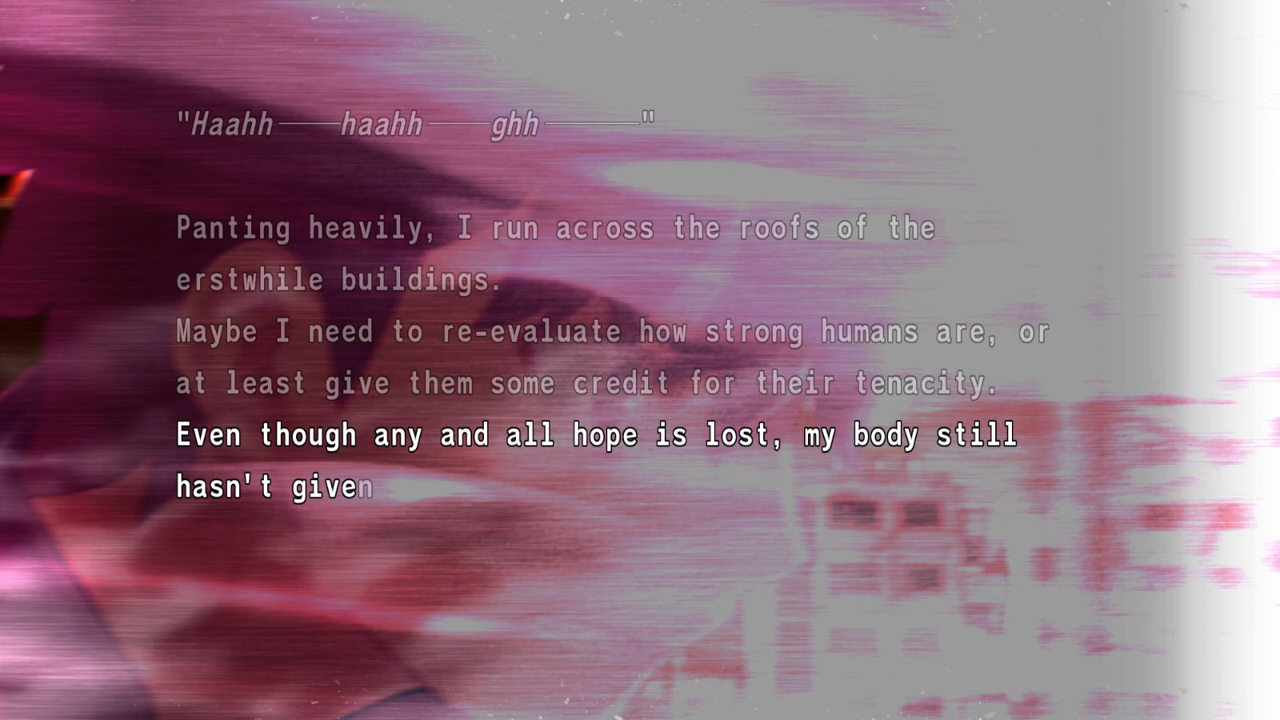 "Haahh——haahh——ghh———"
Panting heavily, I run across the roofs of the
erstwhile buildings.
Maybe I need to re-evaluate how strong humans are, or
at least give them some credit for their tenacity.
Even though any and all hope is lost, my body still
hasn't given